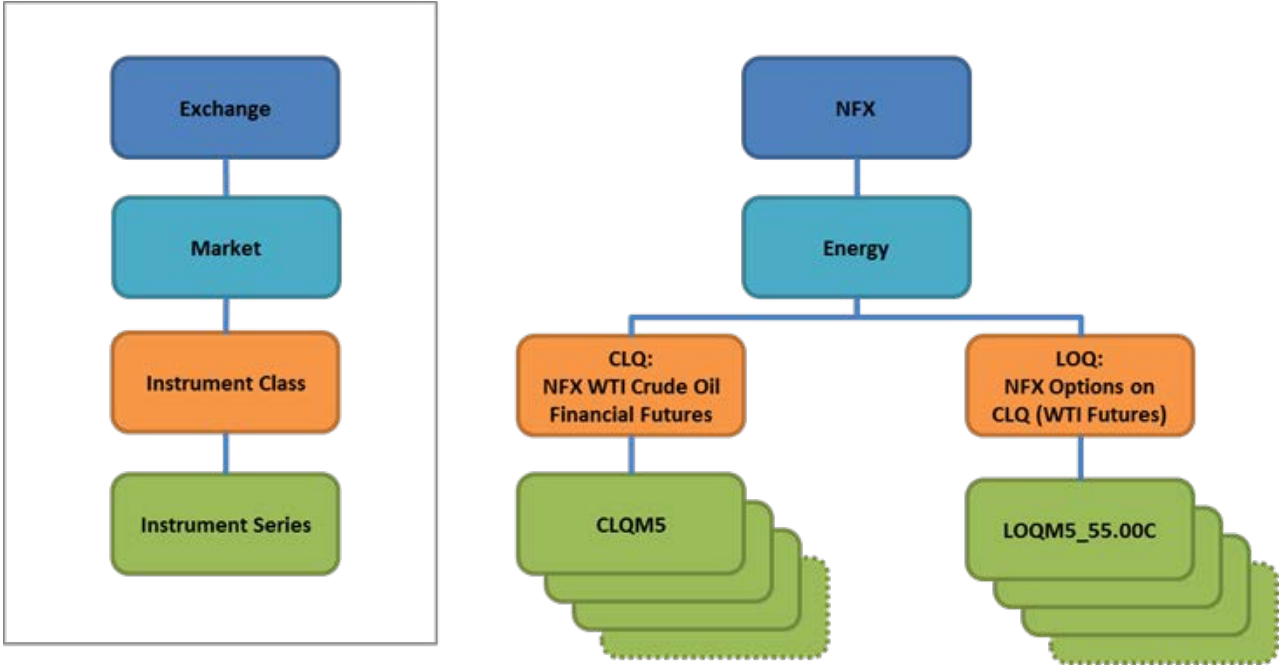 Exchange
Market
Instrument Class
Instrument Series
NFX
Energy
CLQ:
NFX WTI Crude Oil
Financial Futures
LOQ:
NFX Options on
CLQ (WTI Futures)
CLQM5
LOQM5_55.00C